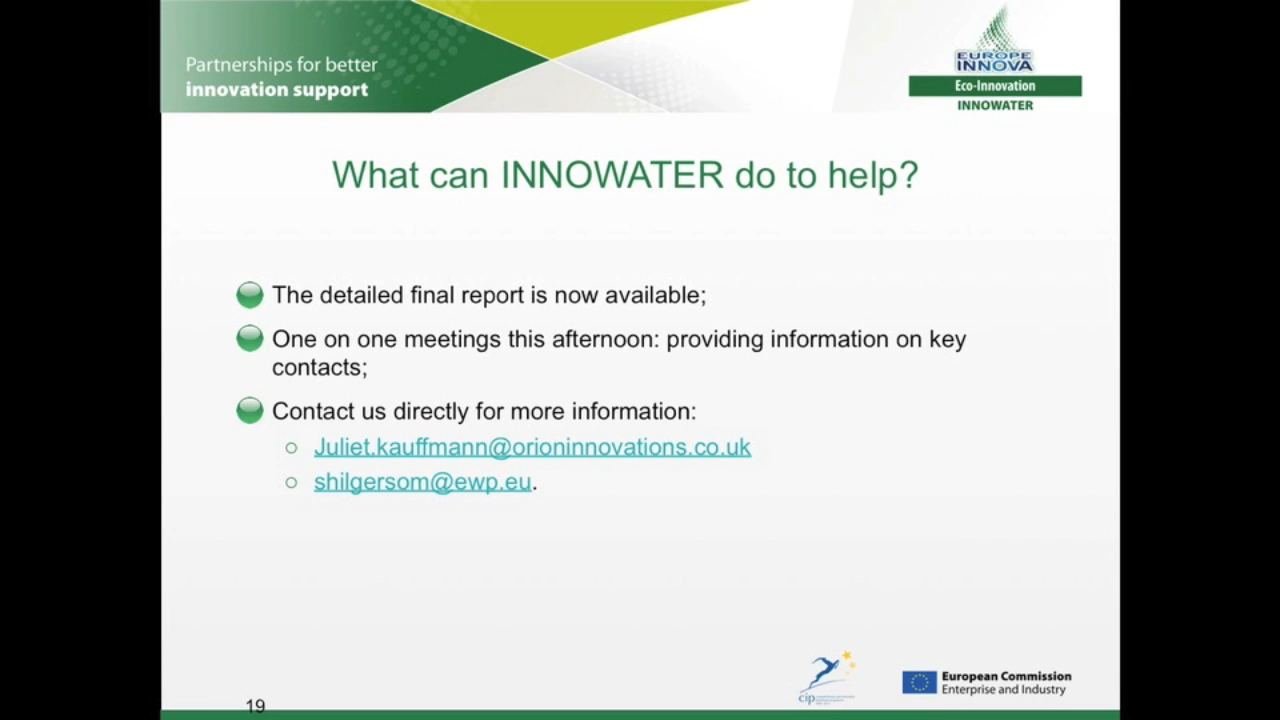 Partnerships for better
innovation support
EUROPE
INNOVA
Eco-Innovation
INNOWATER
What can INNOWATER do to help?
The detailed final report is now available;
One on one meetings this afternoon: providing information on key
contacts;
Contact us directly for more information:
Juliet.kauffmann@orioninnovations.co.uk
shilgersom@ewp.eu.
cip
European Commission
Enterprise and Industry
19